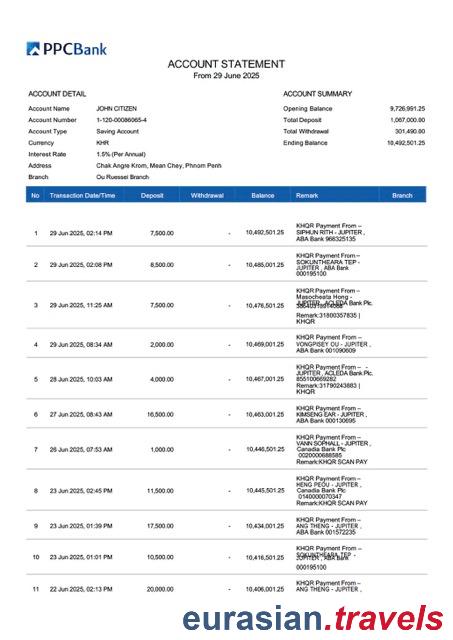 PPCBank
ACCOUNT STATEMENT
From 29 June 2025
ACCOUNT DETAIL
ACCOUNT SUMMARY
Account Name JOHN CITIZEN
Opening Balance 9,726,991.25
Account Number 1-120-00086065-4
Total Deposit 1,067,000.00
Account Type Saving Account
Total Withdrawal 301,490.00
Currency KHR
Ending Balance 10,492,501.25
Interest Rate 1.5% (Per Annual)
Address Chak Angre Krom, Mean Chey, Phnom Penh
Branch Ou Ruessel Branch
No Transaction Date/Time Deposit Withdrawal Balance Remark Branch
KHQR Payment From –
1 29 Jun 2025, 02:14 PM 7,500.00 - 10,492,501.25 SIPHUN RITH - JUPITER ,
ABA Bank 966325135
KHQR Payment From –
2 29 Jun 2025, 02:08 PM 8,500.00 - 10,485,001.25 SOKUNTHEARA TEP -
JUPITER , ABA Bank
000195100
KHQR Payment From –
Masocheata Hong -
3 29 Jun 2025, 11:25 AM 7,500.00 - 10,476,501.25 JUPITER, ACLEDA Bank Plc.
Remark:31800357835 |
KHQR
KHQR Payment From –
4 29 Jun 2025, 08:34 AM 2,000.00 - 10,469,001.25 VONGPISEY OU - JUPITER ,
ABA Bank 001090609
KHQR Payment From – -
JUPITER , ACLEDA Bank Plc.
5 28 Jun 2025, 10:03 AM 4,000.00 - 10,467,001.25 855100669282
Remark:31790243883 |
KHQR
KHQR Payment From –
6 27 Jun 2025, 08:43 AM 16,500.00 - 10,463,001.25 KIMSENG EAR - JUPITER ,
ABA Bank 000130695
KHQR Payment From –
VANN SOPHALL - JUPITER ,
7 26 Jun 2025, 07:53 AM 1,000.00 - 10,446,501.25 Canadia Bank Plc
0020000688585
Remark:KHQR SCAN PAY
KHQR Payment From –
HENG PEOU - JUPITER ,
8 23 Jun 2025, 02:45 PM 11,500.00 - 10,445,501.25 Canadia Bank Plc
0140000070347
Remark:KHQR SCAN PAY
KHQR Payment From –
9 23 Jun 2025, 01:39 PM 17,500.00 - 10,434,001.25 ANG THENG - JUPITER ,
ABA Bank 001572235
KHQR Payment From –
SOKUNTHEARA TEP -
10 23 Jun 2025, 01:01 PM 10,500.00 - 10,416,501.25 JUPITER , ABA Bank
000195100
KHQR Payment From –
11 22 Jun 2025, 02:13 PM 20,000.00 - 10,406,001.25 ANG THENG - JUPITER ,
eurasian.travels